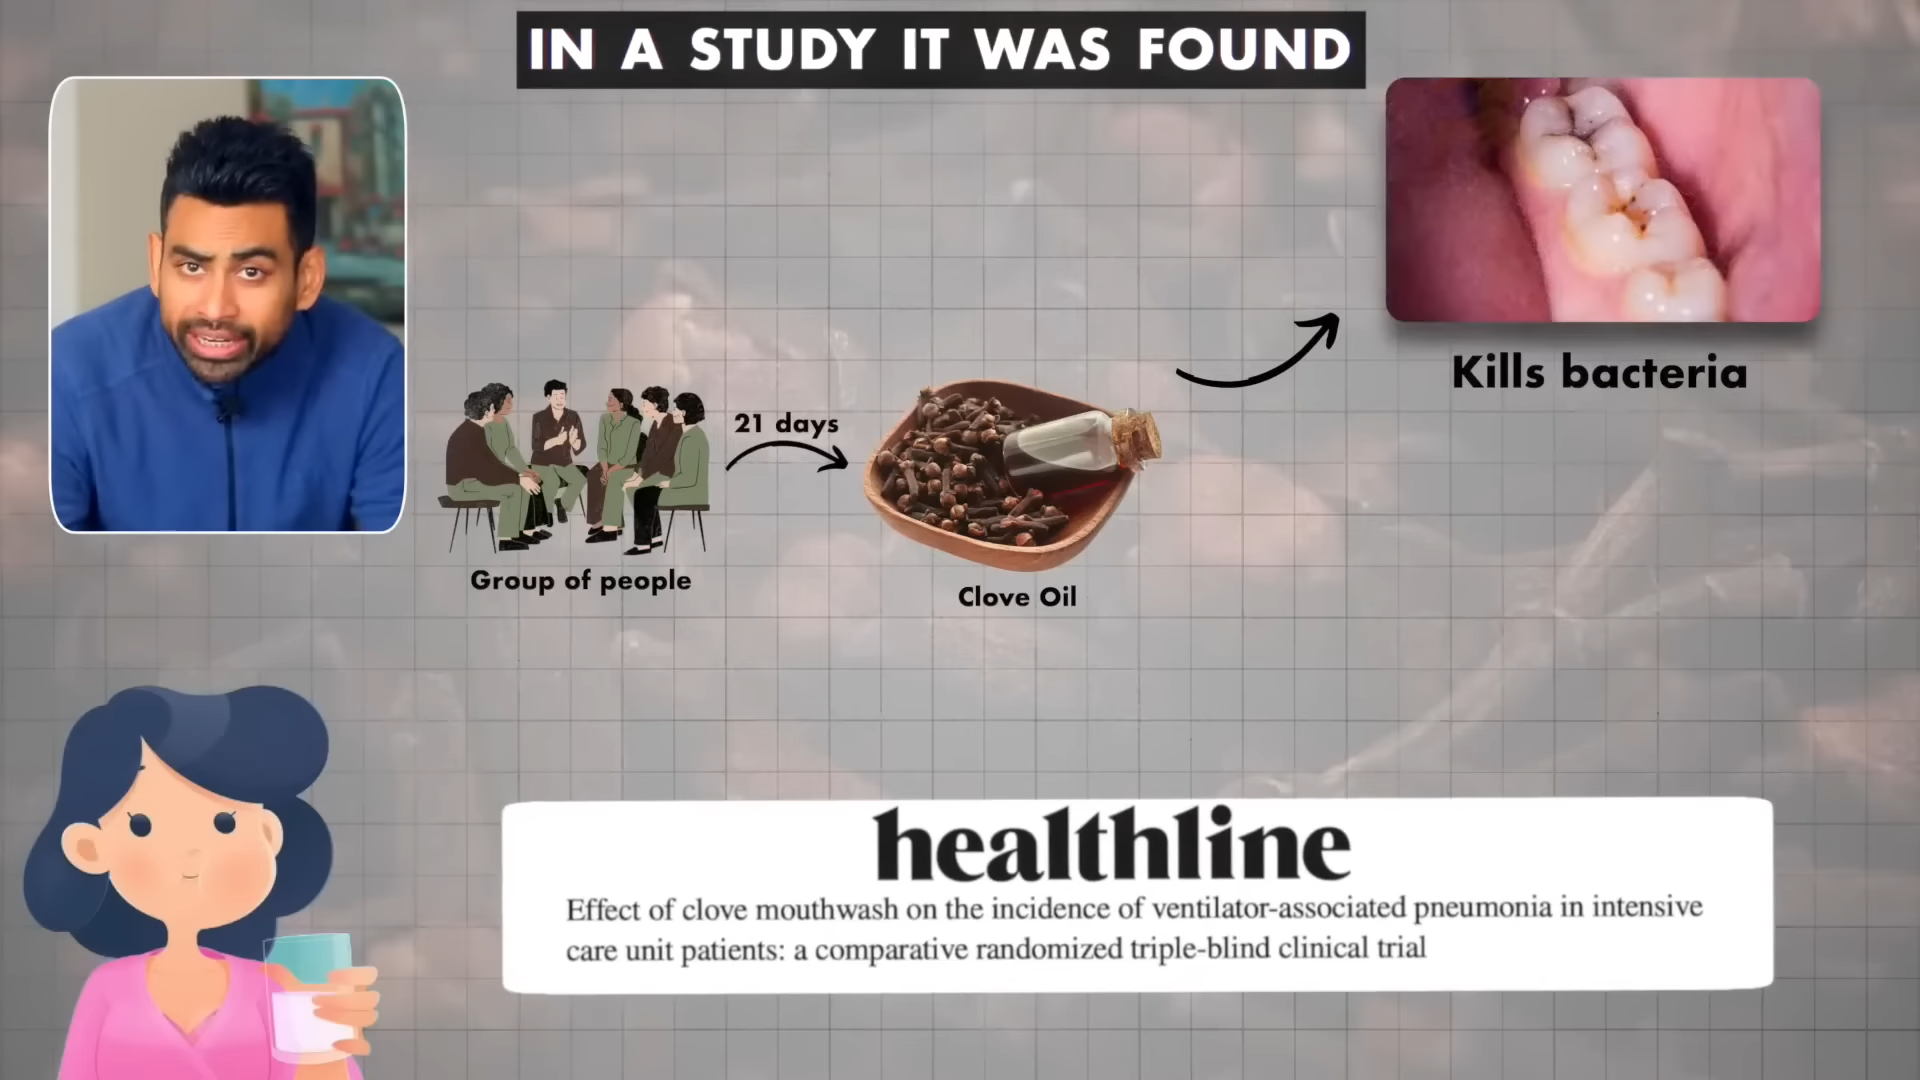 IN A STUDY IT WAS FOUND
Kills bacteria
21 days
Group of people
Clove Oil
healthline
Effect of clove mouthwash on the incidence of ventilator-associated pneumonia in intensive
care unit patients: a comparative randomized triple-blind clinical trial